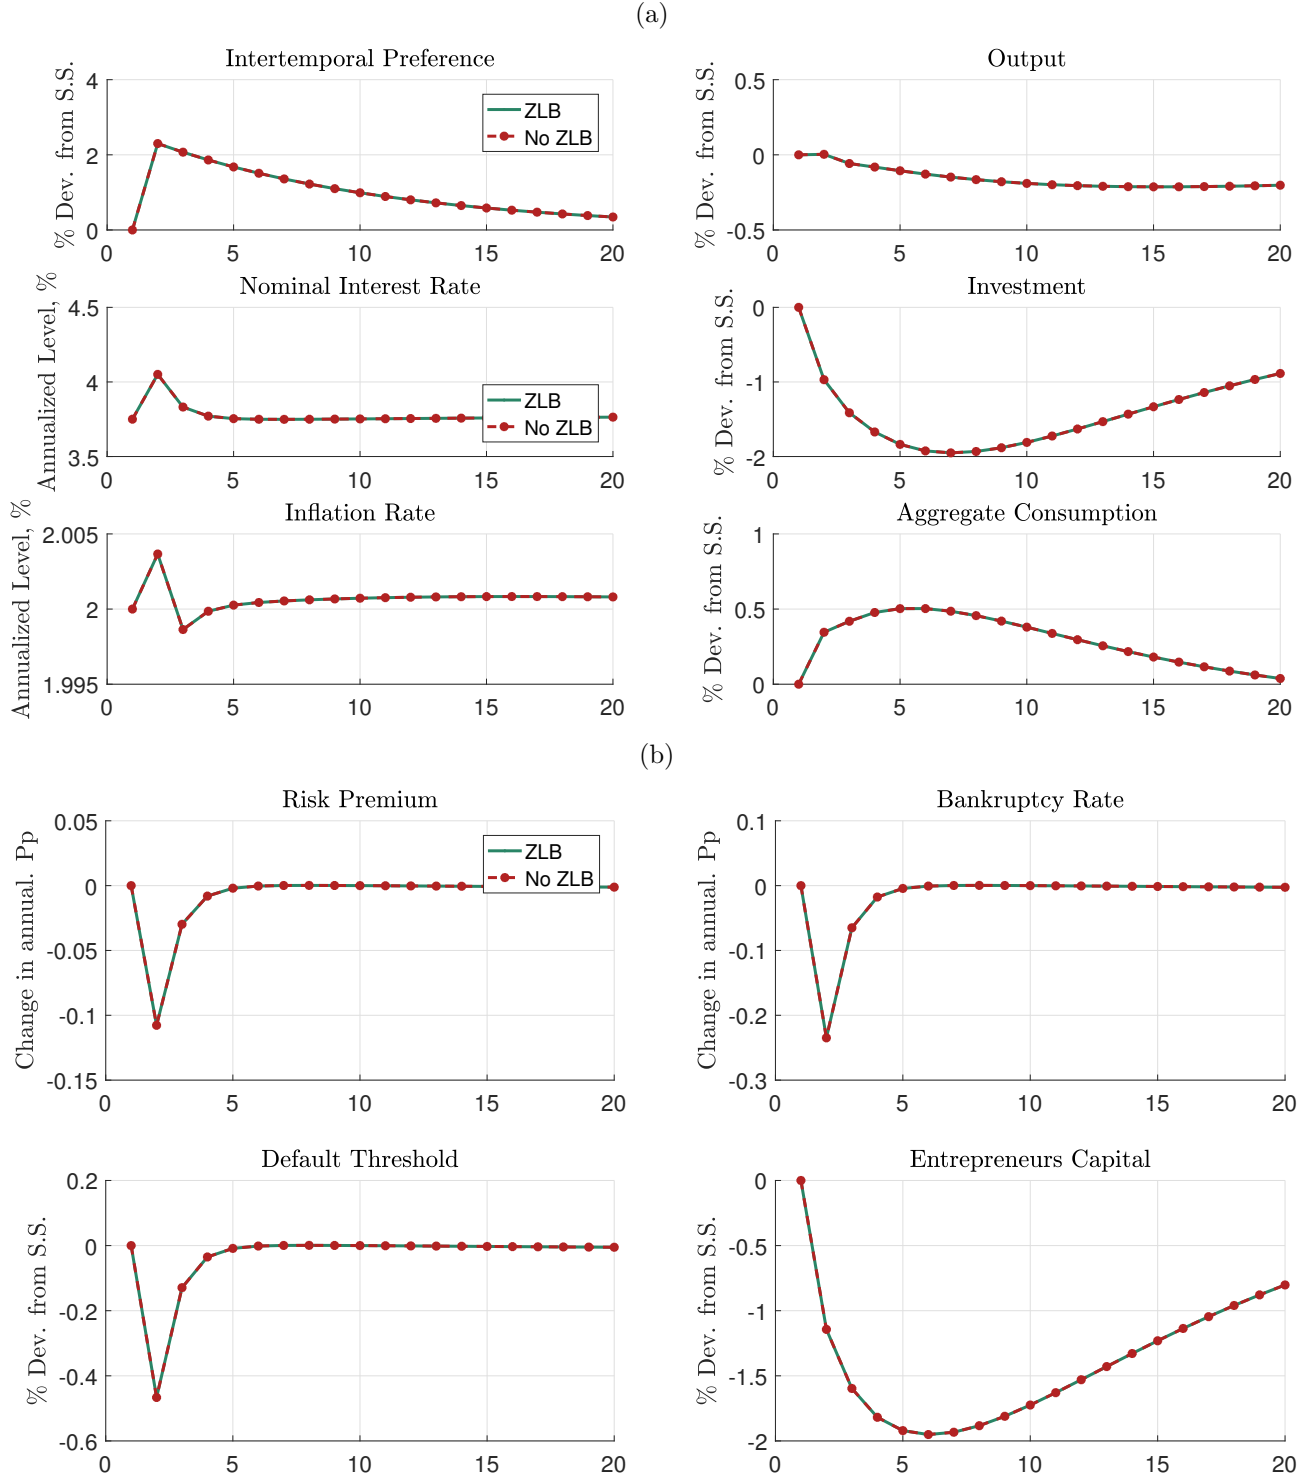 (a)
Intertemporal Preference
% Dev. from S.S.
4
2
0
0 5 10 15 20
ZLB
No ZLB
Output
% Dev. from S.S.
0.5
0
-0.5
0 5 10 15 20
Nominal Interest Rate
Annualized Level, %
4.5
4
3.5
0 5 10 15 20
ZLB
No ZLB
Investment
% Dev. from S.S.
0
-1
-2
0 5 10 15 20
Inflation Rate
Annualized Level, %
2.005
2
1.995
0 5 10 15 20
Aggregate Consumption
% Dev. from S.S.
1
0.5
0
0 5 10 15 20
(b)
Risk Premium
Change in annual. Pp
0.05
0
-0.05
-0.1
-0.15
0 5 10 15 20
ZLB
No ZLB
Bankruptcy Rate
Change in annual. Pp
0.1
0
-0.1
-0.2
-0.3
0 5 10 15 20
Default Threshold
% Dev. from S.S.
0.2
0
-0.2
-0.4
-0.6
0 5 10 15 20
Entrepreneurs Capital
% Dev. from S.S.
0
-0.5
-1
-1.5
-2
0 5 10 15 20